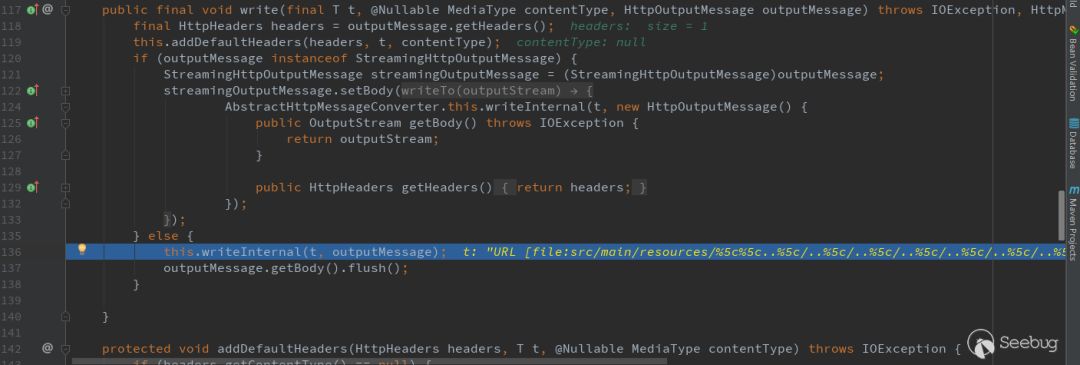 117 public final void write(final T t, @Nullable MediaType contentType, HttpOutputMessage outputMessage) throws IOException, HttpM
118 final HttpHeaders headers = outputMessage.getHeaders(); headers: size = 1
119 this.addDefaultHeaders(headers, t, contentType); contentType: null
120 if (outputMessage instanceof StreamingHttpOutputMessage) {
121 StreamingHttpOutputMessage streamingOutputMessage = (StreamingHttpOutputMessage)outputMessage;
122 streamingOutputMessage.setBody(writeTo(outputStream) → {
124 AbstractHttpMessageConverter.this.writeInternal(t, new HttpOutputMessage() {
125 public OutputStream getBody() throws IOException {
126 return outputStream;
127 }
128
129 public HttpHeaders getHeaders() { return headers; }
132 });
133 });
135 } else {
136 this.writeInternal(t, outputMessage); t: "URL [file:src/main/resources/%5c%5c..%5c/..%5c/..%5c/..%5c/..%5c/..%5c/..%5
137 outputMessage.getBody().flush();
138 }
139
140 }
141
142 @ protected void addDefaultHeaders(HttpHeaders headers, T t, @Nullable MediaType contentType) throws IOException {
if (headers.getContentType() == null) {
Bean Validation
Database
Maven Projects
Seebug